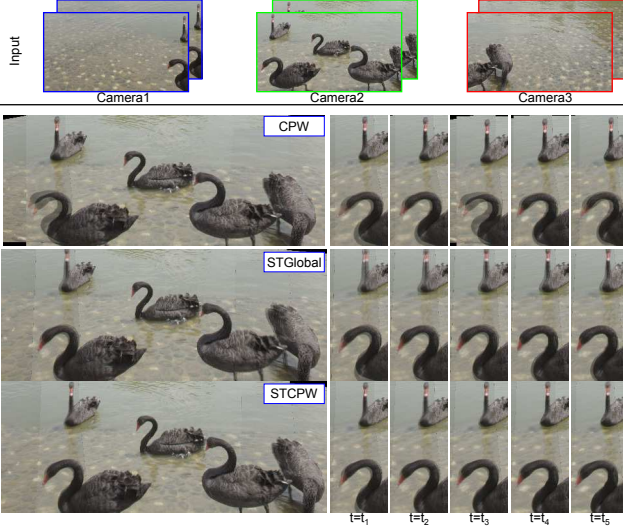 Input
Camera1
Camera2
Camera3
CPW
STGlobal
STCPW
t=t₁
t=t₂
t=t₃
t=t₄
t=t₅